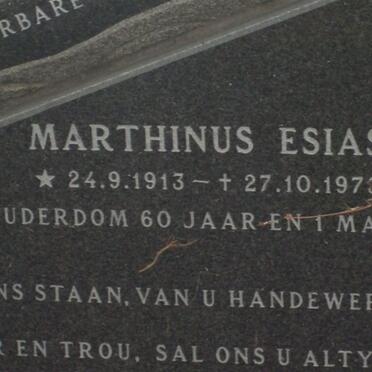 RBARE
MARTHINUS ESIAS
★ 24.9.1913 – † 27.10.1973
OUDERDOM 60 JAAR EN 1 MA
NS STAAN, VAN U HANDEWER
R EN TROU, SAL ONS U ALTY